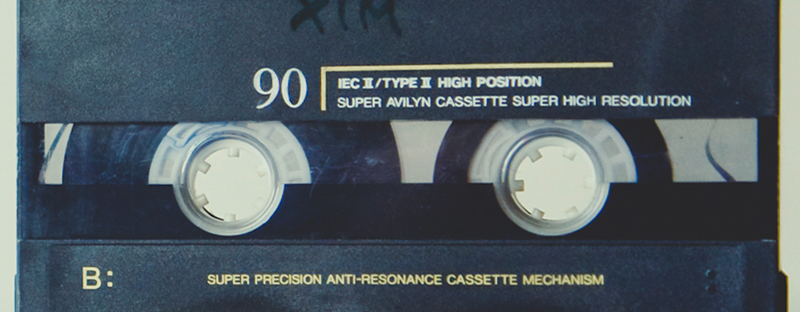 90
IEC II/TYPE II HIGH POSITION
SUPER AVILYN CASSETTE SUPER HIGH RESOLUTION
B:
SUPER PRECISION ANTI-RESONANCE CASSETTE MECHANISM